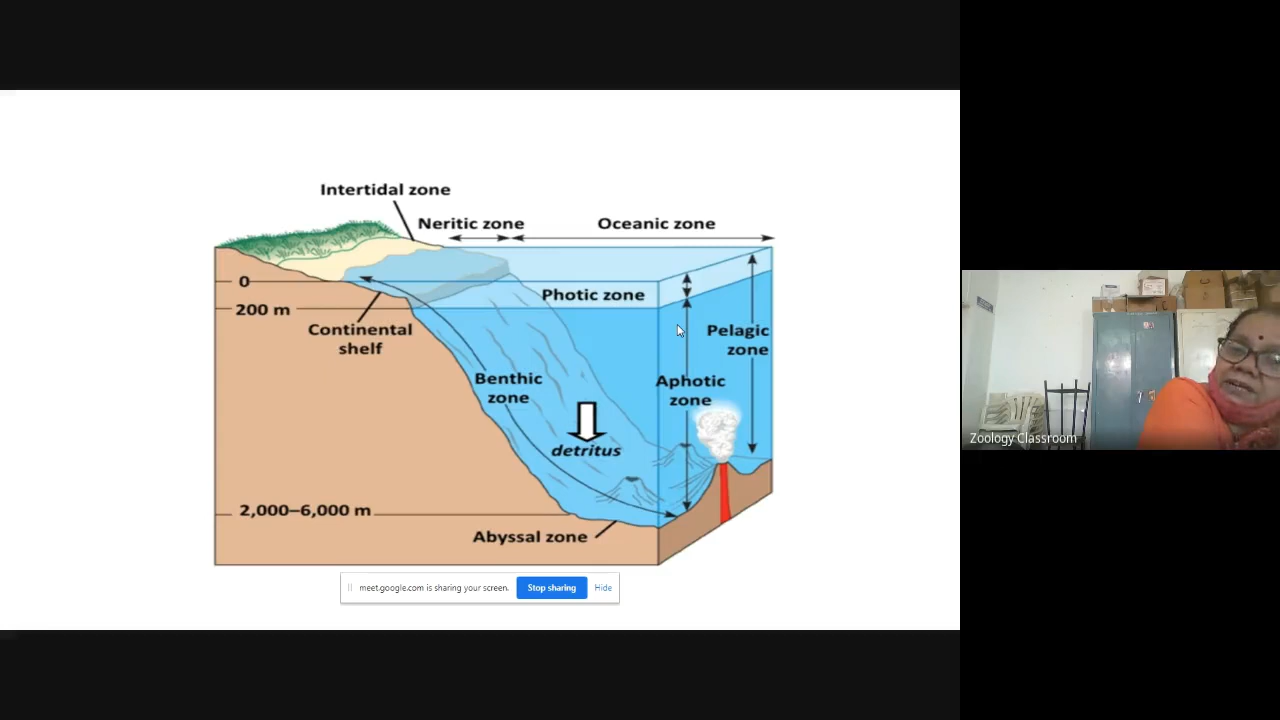 Intertidal zone
Neritic zone
Oceanic zone
0
Photic zone
200 m
Continental
shelf
Pelagic
zone
Benthic
zone
Aphotic
zone
detritus
2,000–6,000 m
Abyssal zone
meet.google.com is sharing your screen.
Stop sharing
Hide
Zoology Classroom